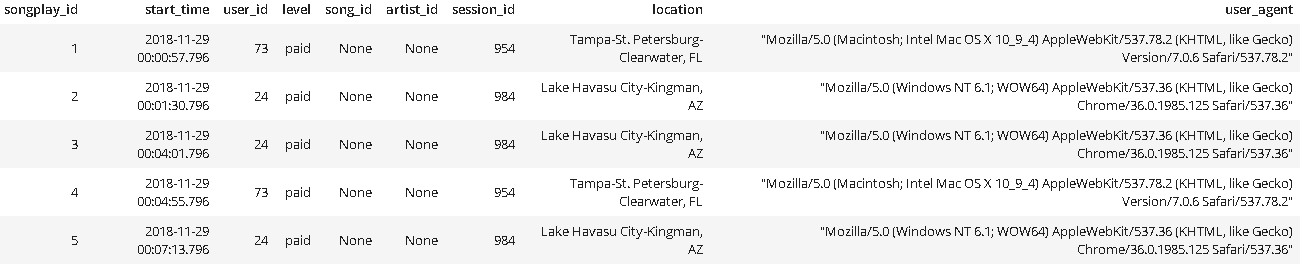 songplay_id start_time user_id level song_id artist_id session_id location user_agent
1 2018-11-29 00:00:57.796 73 paid None None 954 Tampa-St. Petersburg-Clearwater, FL "Mozilla/5.0 (Macintosh; Intel Mac OS X 10_9_4) AppleWebKit/537.78.2 (KHTML, like Gecko) Version/7.0.6 Safari/537.78.2"
2 2018-11-29 00:01:30.796 24 paid None None 984 Lake Havasu City-Kingman, AZ "Mozilla/5.0 (Windows NT 6.1; WOW64) AppleWebKit/537.36 (KHTML, like Gecko) Chrome/36.0.1985.125 Safari/537.36"
3 2018-11-29 00:04:01.796 24 paid None None 984 Lake Havasu City-Kingman, AZ "Mozilla/5.0 (Windows NT 6.1; WOW64) AppleWebKit/537.36 (KHTML, like Gecko) Chrome/36.0.1985.125 Safari/537.36"
4 2018-11-29 00:04:55.796 73 paid None None 954 Tampa-St. Petersburg-Clearwater, FL "Mozilla/5.0 (Macintosh; Intel Mac OS X 10_9_4) AppleWebKit/537.78.2 (KHTML, like Gecko) Version/7.0.6 Safari/537.78.2"
5 2018-11-29 00:07:13.796 24 paid None None 984 Lake Havasu City-Kingman, AZ "Mozilla/5.0 (Windows NT 6.1; WOW64) AppleWebKit/537.36 (KHTML, like Gecko) Chrome/36.0.1985.125 Safari/537.36"